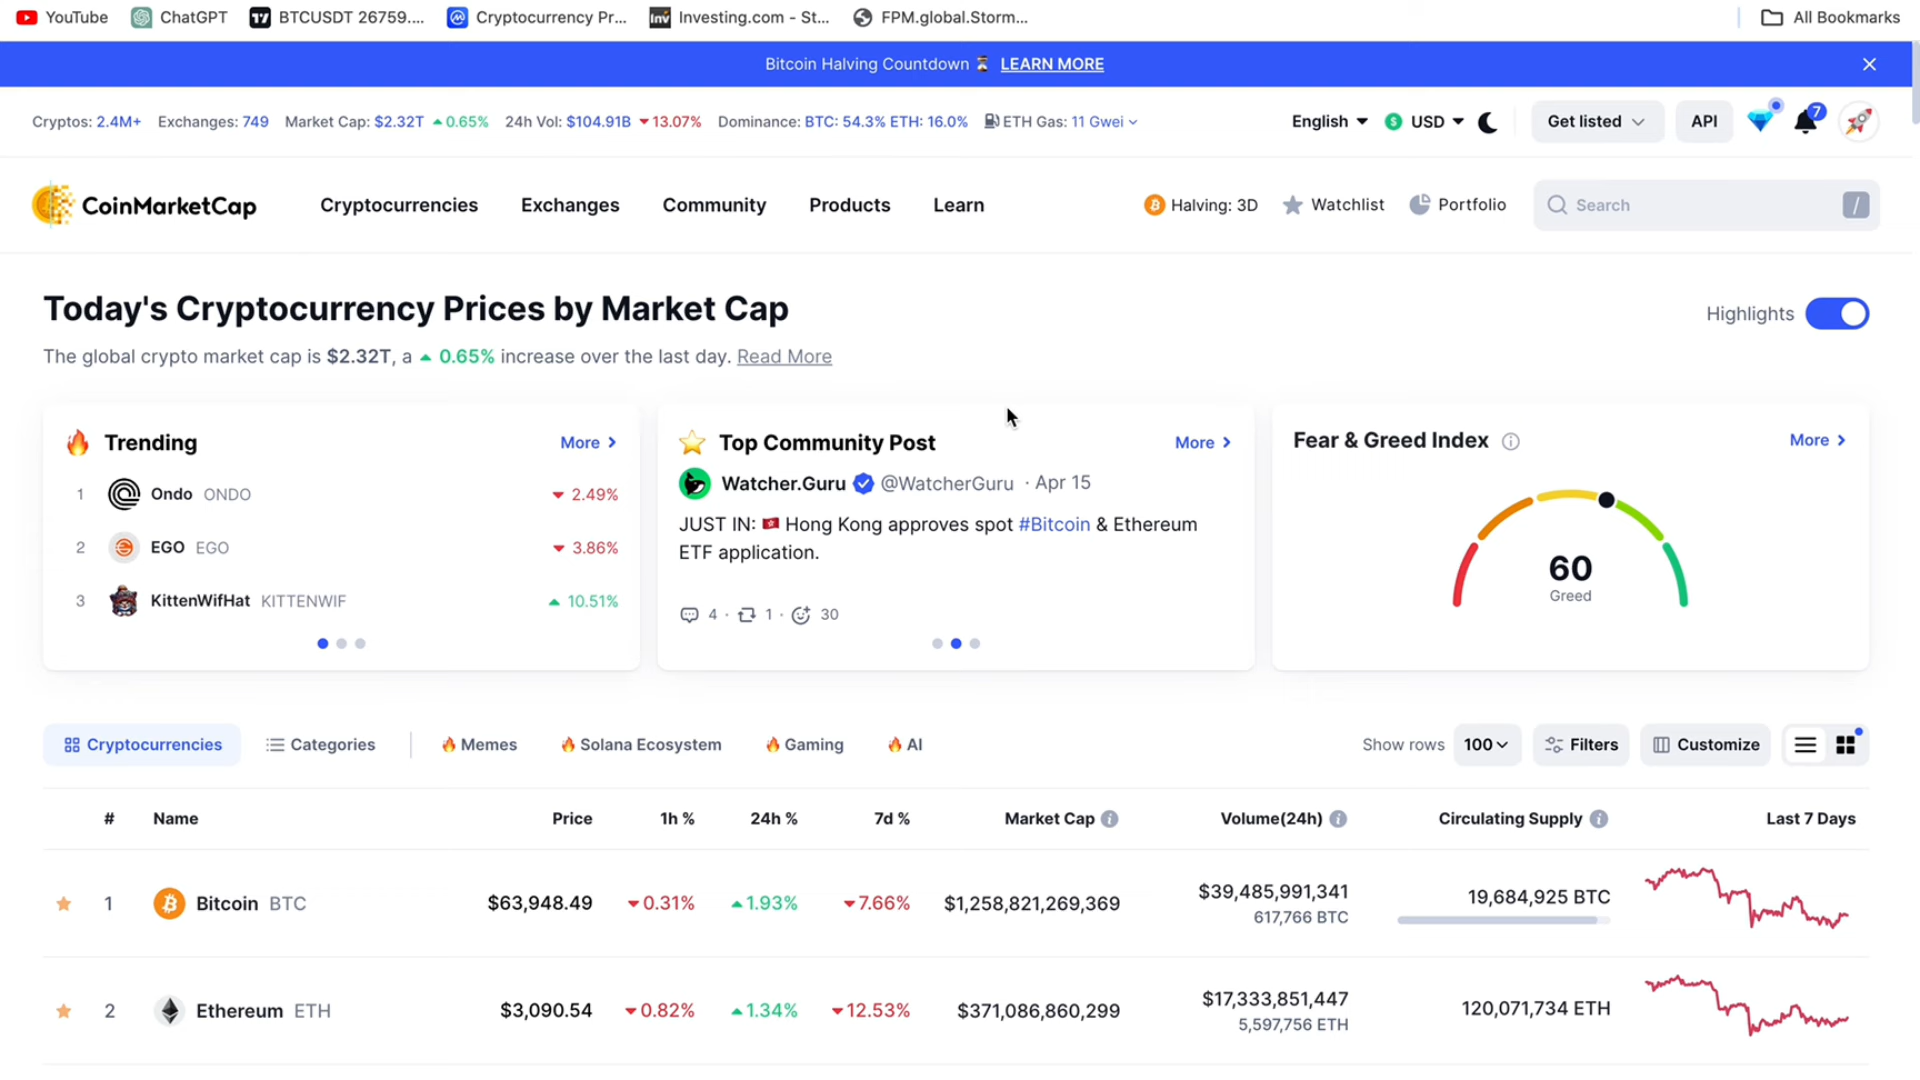 YouTube ChatGPT BTCUSDT 26759.... Cryptocurrency Pr... Investing.com - St... FPM.global.Storm... All Bookmarks
Bitcoin Halving Countdown ⏳ LEARN MORE
Cryptos: 2.4M+ Exchanges: 749 Market Cap: $2.32T 0.65% 24h Vol: $104.91B 13.07% Dominance: BTC: 54.3% ETH: 16.0% ETH Gas: 11 Gwei English USD Get listed API 7
CoinMarketCap Cryptocurrencies Exchanges Community Products Learn Halving: 3D Watchlist Portfolio Search /
Today's Cryptocurrency Prices by Market Cap
Highlights
The global crypto market cap is $2.32T, a 0.65% increase over the last day. Read More
Trending More >
1 Ondo ONDO 2.49%
2 EGO EGO 3.86%
3 KittenWifHat KITTENWIF 10.51%
Top Community Post More >
Watcher.Guru @WatcherGuru · Apr 15
JUST IN: 🇭🇰 Hong Kong approves spot #Bitcoin & Ethereum
ETF application.
4 · 1 · 30
Fear & Greed Index More >
60
Greed
Cryptocurrencies Categories Memes Solana Ecosystem Gaming AI Show rows 100 Filters Customize
# Name Price 1h % 24h % 7d % Market Cap Volume(24h) Circulating Supply Last 7 Days
1 Bitcoin BTC $63,948.49 0.31% 1.93% 7.66% $1,258,821,269,369 $39,485,991,341 19,684,925 BTC
617,766 BTC
2 Ethereum ETH $3,090.54 0.82% 1.34% 12.53% $371,086,860,299 $17,333,851,447 120,071,734 ETH
5,597,756 ETH